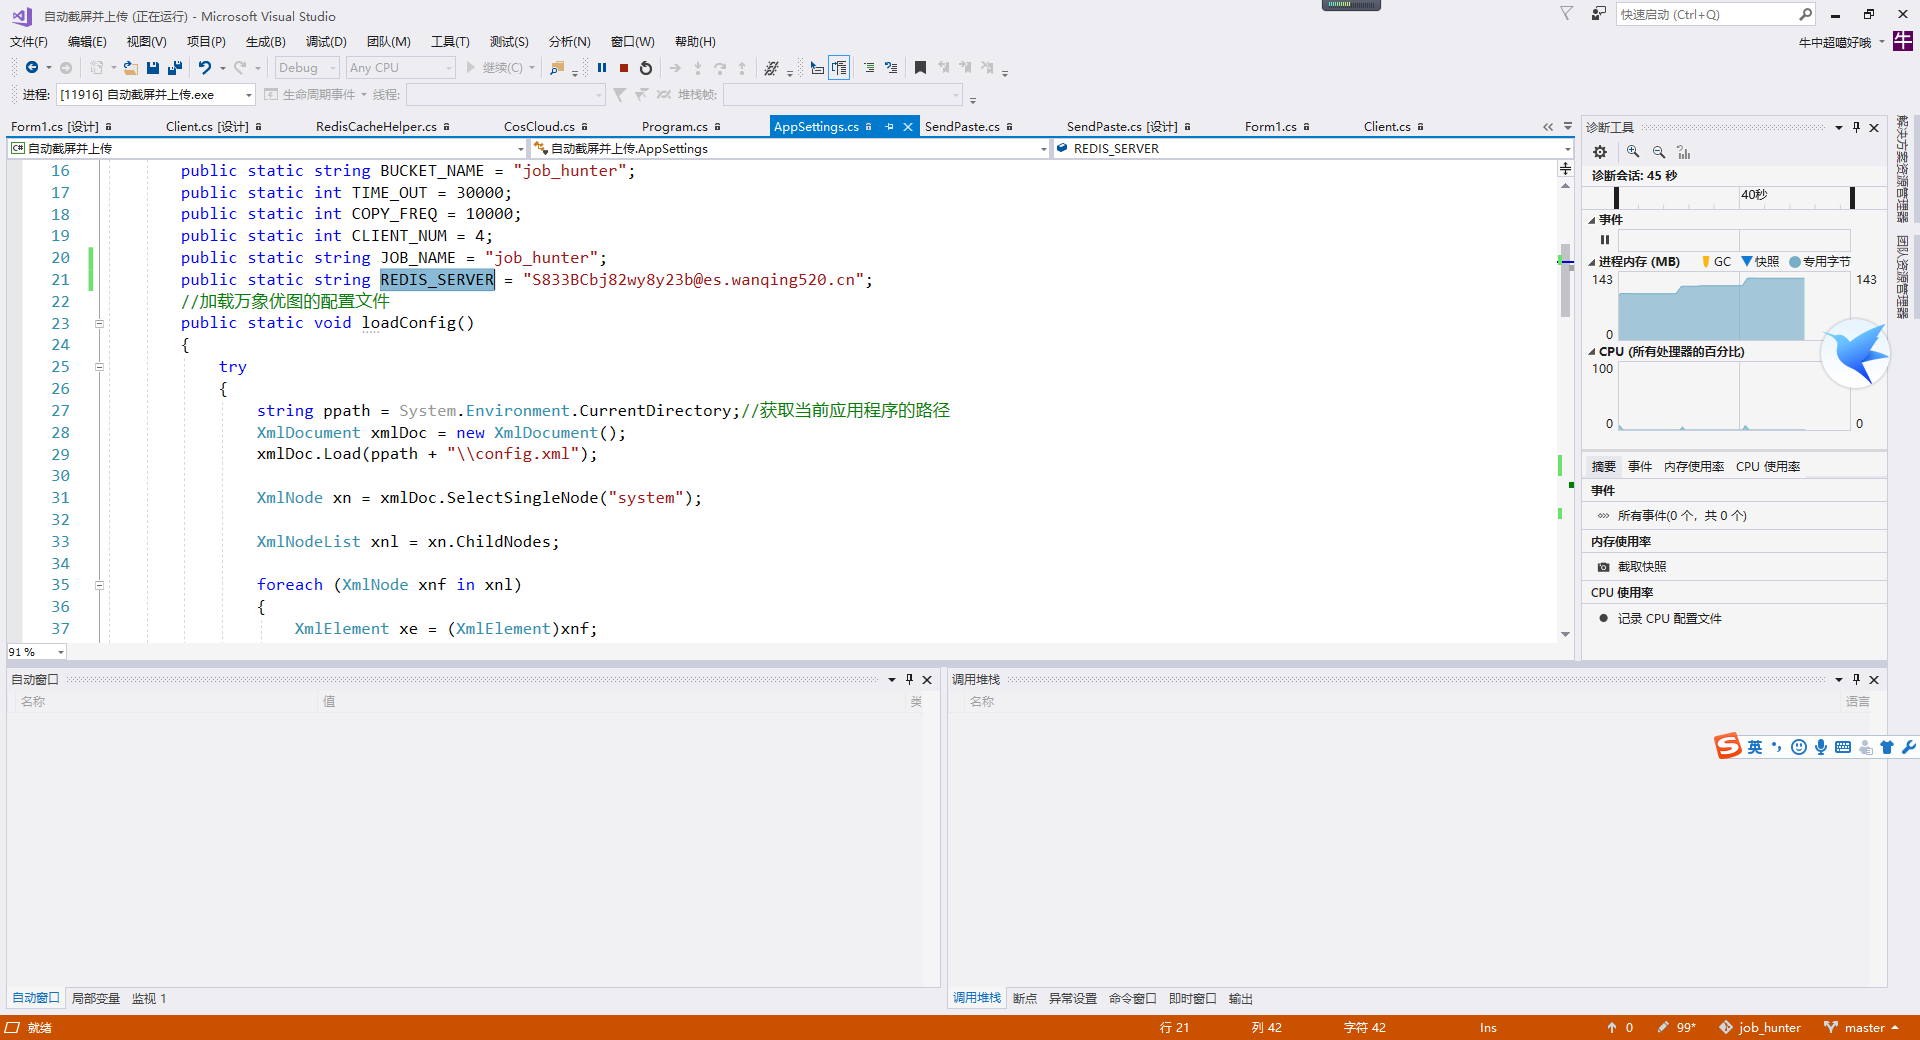 自动截屏并上传 (正在运行) - Microsoft Visual Studio
快速启动 (Ctrl+Q)
文件(F) 编辑(E) 视图(V) 项目(P) 生成(B) 调试(D) 团队(M) 工具(T) 测试(S) 分析(N) 窗口(W) 帮助(H)
牛中超噶好哦 牛
Debug Any CPU 继续(C)
进程: [11916] 自动截屏并上传.exe 生命周期事件 线程: 堆栈帧:
Form1.cs [设计] Client.cs [设计] RedisCacheHelper.cs CosCloud.cs Program.cs AppSettings.cs SendPaste.cs SendPaste.cs [设计] Form1.cs Client.cs
C# 自动截屏并上传 自动截屏并上传.AppSettings REDIS_SERVER
16 public static string BUCKET_NAME = "job_hunter";
17 public static int TIME_OUT = 30000;
18 public static int COPY_FREQ = 10000;
19 public static int CLIENT_NUM = 4;
20 public static string JOB_NAME = "job_hunter";
21 public static string REDIS_SERVER = "S833BCbj82wy8y23b@es.wanqing520.cn";
22 //加载万象优图的配置文件
23 public static void loadConfig()
24 {
25 try
26 {
27 string ppath = System.Environment.CurrentDirectory;//获取当前应用程序的路径
28 XmlDocument xmlDoc = new XmlDocument();
29 xmlDoc.Load(ppath + "\\config.xml");
30
31 XmlNode xn = xmlDoc.SelectSingleNode("system");
32
33 XmlNodeList xnl = xn.ChildNodes;
34
35 foreach (XmlNode xnf in xnl)
36 {
37 XmlElement xe = (XmlElement)xnf;
91 %
诊断工具
诊断会话: 45 秒
40秒
事件
进程内存 (MB) GC 快照 专用字节
143 143
0
CPU (所有处理器的百分比)
100
0 0
摘要 事件 内存使用率 CPU 使用率
事件
所有事件(0 个，共 0 个)
内存使用率
截取快照
CPU 使用率
记录 CPU 配置文件
解决方案资源管理器
团队资源管理器
自动窗口
名称 值 类
调用堆栈
名称 语言
S 英
自动窗口 局部变量 监视 1
调用堆栈 断点 异常设置 命令窗口 即时窗口 输出
就绪 行 21 列 42 字符 42 Ins 0 99* job_hunter master